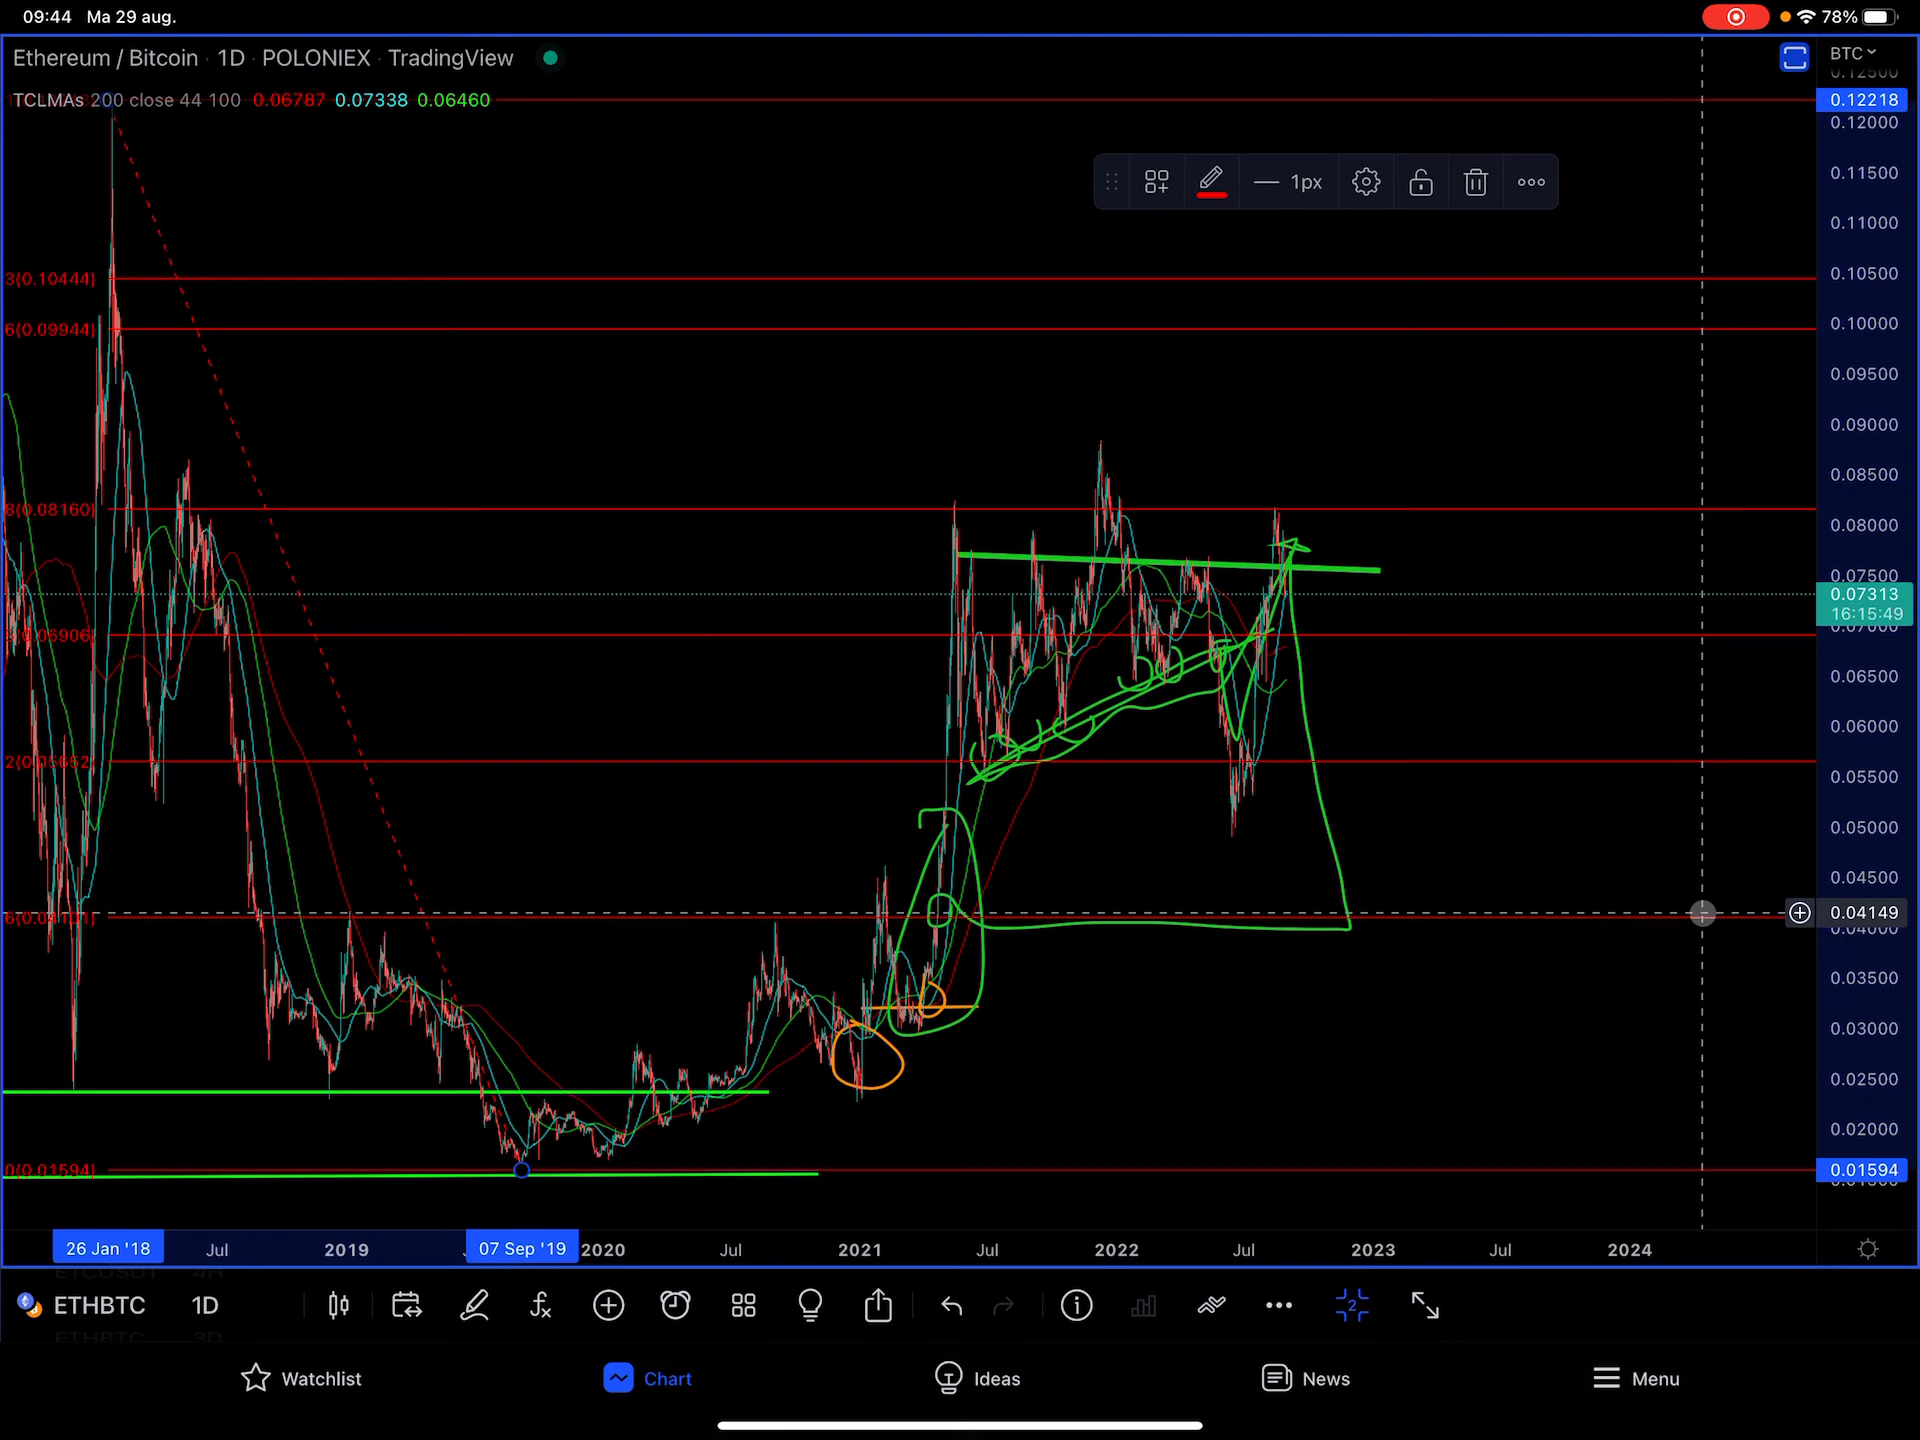 09:44 Ma 29 aug.
78%
Ethereum / Bitcoin · 1D · POLONIEX · TradingView
BTC
TCLMAs 200 close 44 100 0.06787 0.07338 0.06460
0.12218
0.12000
0.11500
1px
0.11000
3(0.10444)
0.10500
6(0.09944)
0.10000
0.09500
0.09000
0.08500
8(0.08160)
0.08000
0.07500
0.07313
16:15:49
0.06500
0.06000
0.05500
0.05000
0.04500
0.04149
0.03500
0.03000
0.02500
0.02000
0(0.01594)
0.01594
26 Jan '18
Jul
2019
07 Sep '19
2020
Jul
2021
Jul
2022
Jul
2023
Jul
2024
ETHBTC 1D
2
Watchlist
Chart
Ideas
News
Menu